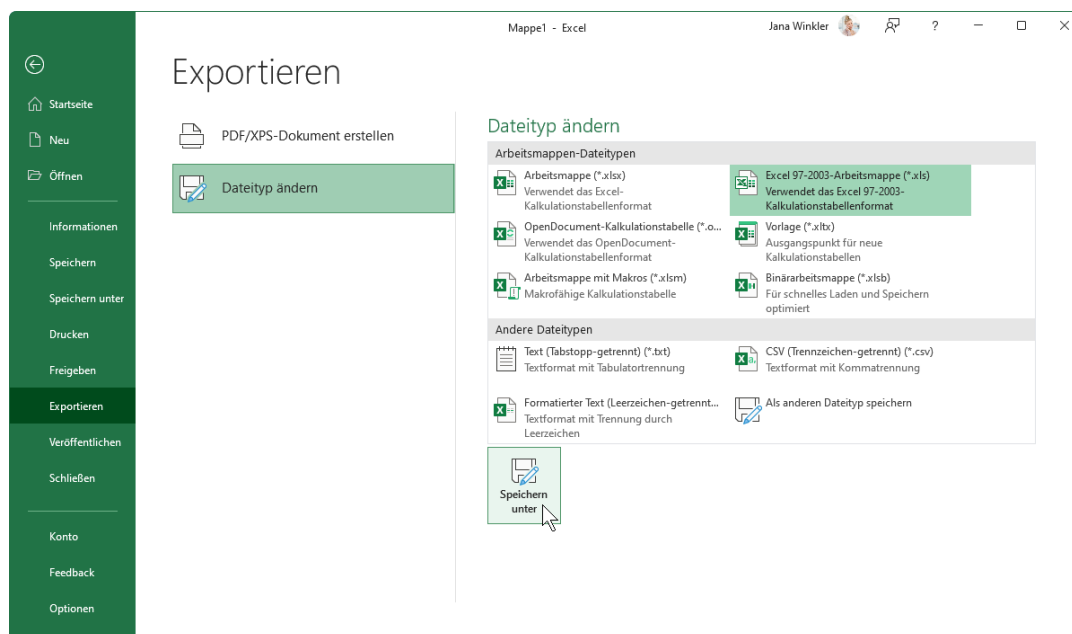 Mappe1 - Excel
Jana Winkler
?
Exportieren
Startseite
Neu
Öffnen
Informationen
Speichern
Speichern unter
Drucken
Freigeben
Exportieren
Veröffentlichen
Schließen
Konto
Feedback
Optionen
PDF/XPS-Dokument erstellen
Dateityp ändern
Dateityp ändern
Arbeitsmappen-Dateitypen
Arbeitsmappe (*.xlsx)
Verwendet das Excel-
Kalkulationstabellenformat
Excel 97-2003-Arbeitsmappe (*.xls)
Verwendet das Excel 97-2003-
Kalkulationstabellenformat
OpenDocument-Kalkulationstabelle (*.o...
Verwendet das OpenDocument-
Kalkulationstabellenformat
Vorlage (*.xltx)
Ausgangspunkt für neue
Kalkulationstabellen
Arbeitsmappe mit Makros (*.xlsm)
Makrofähige Kalkulationstabelle
Binärarbeitsmappe (*.xlsb)
Für schnelles Laden und Speichern
optimiert
Andere Dateitypen
Text (Tabstopp-getrennt) (*.txt)
Textformat mit Tabulatortrennung
CSV (Trennzeichen-getrennt) (*.csv)
Textformat mit Kommatrennung
Formatierter Text (Leerzeichen-getrennt...
Textformat mit Trennung durch
Leerzeichen
Als anderen Dateityp speichern
Speichern
unter